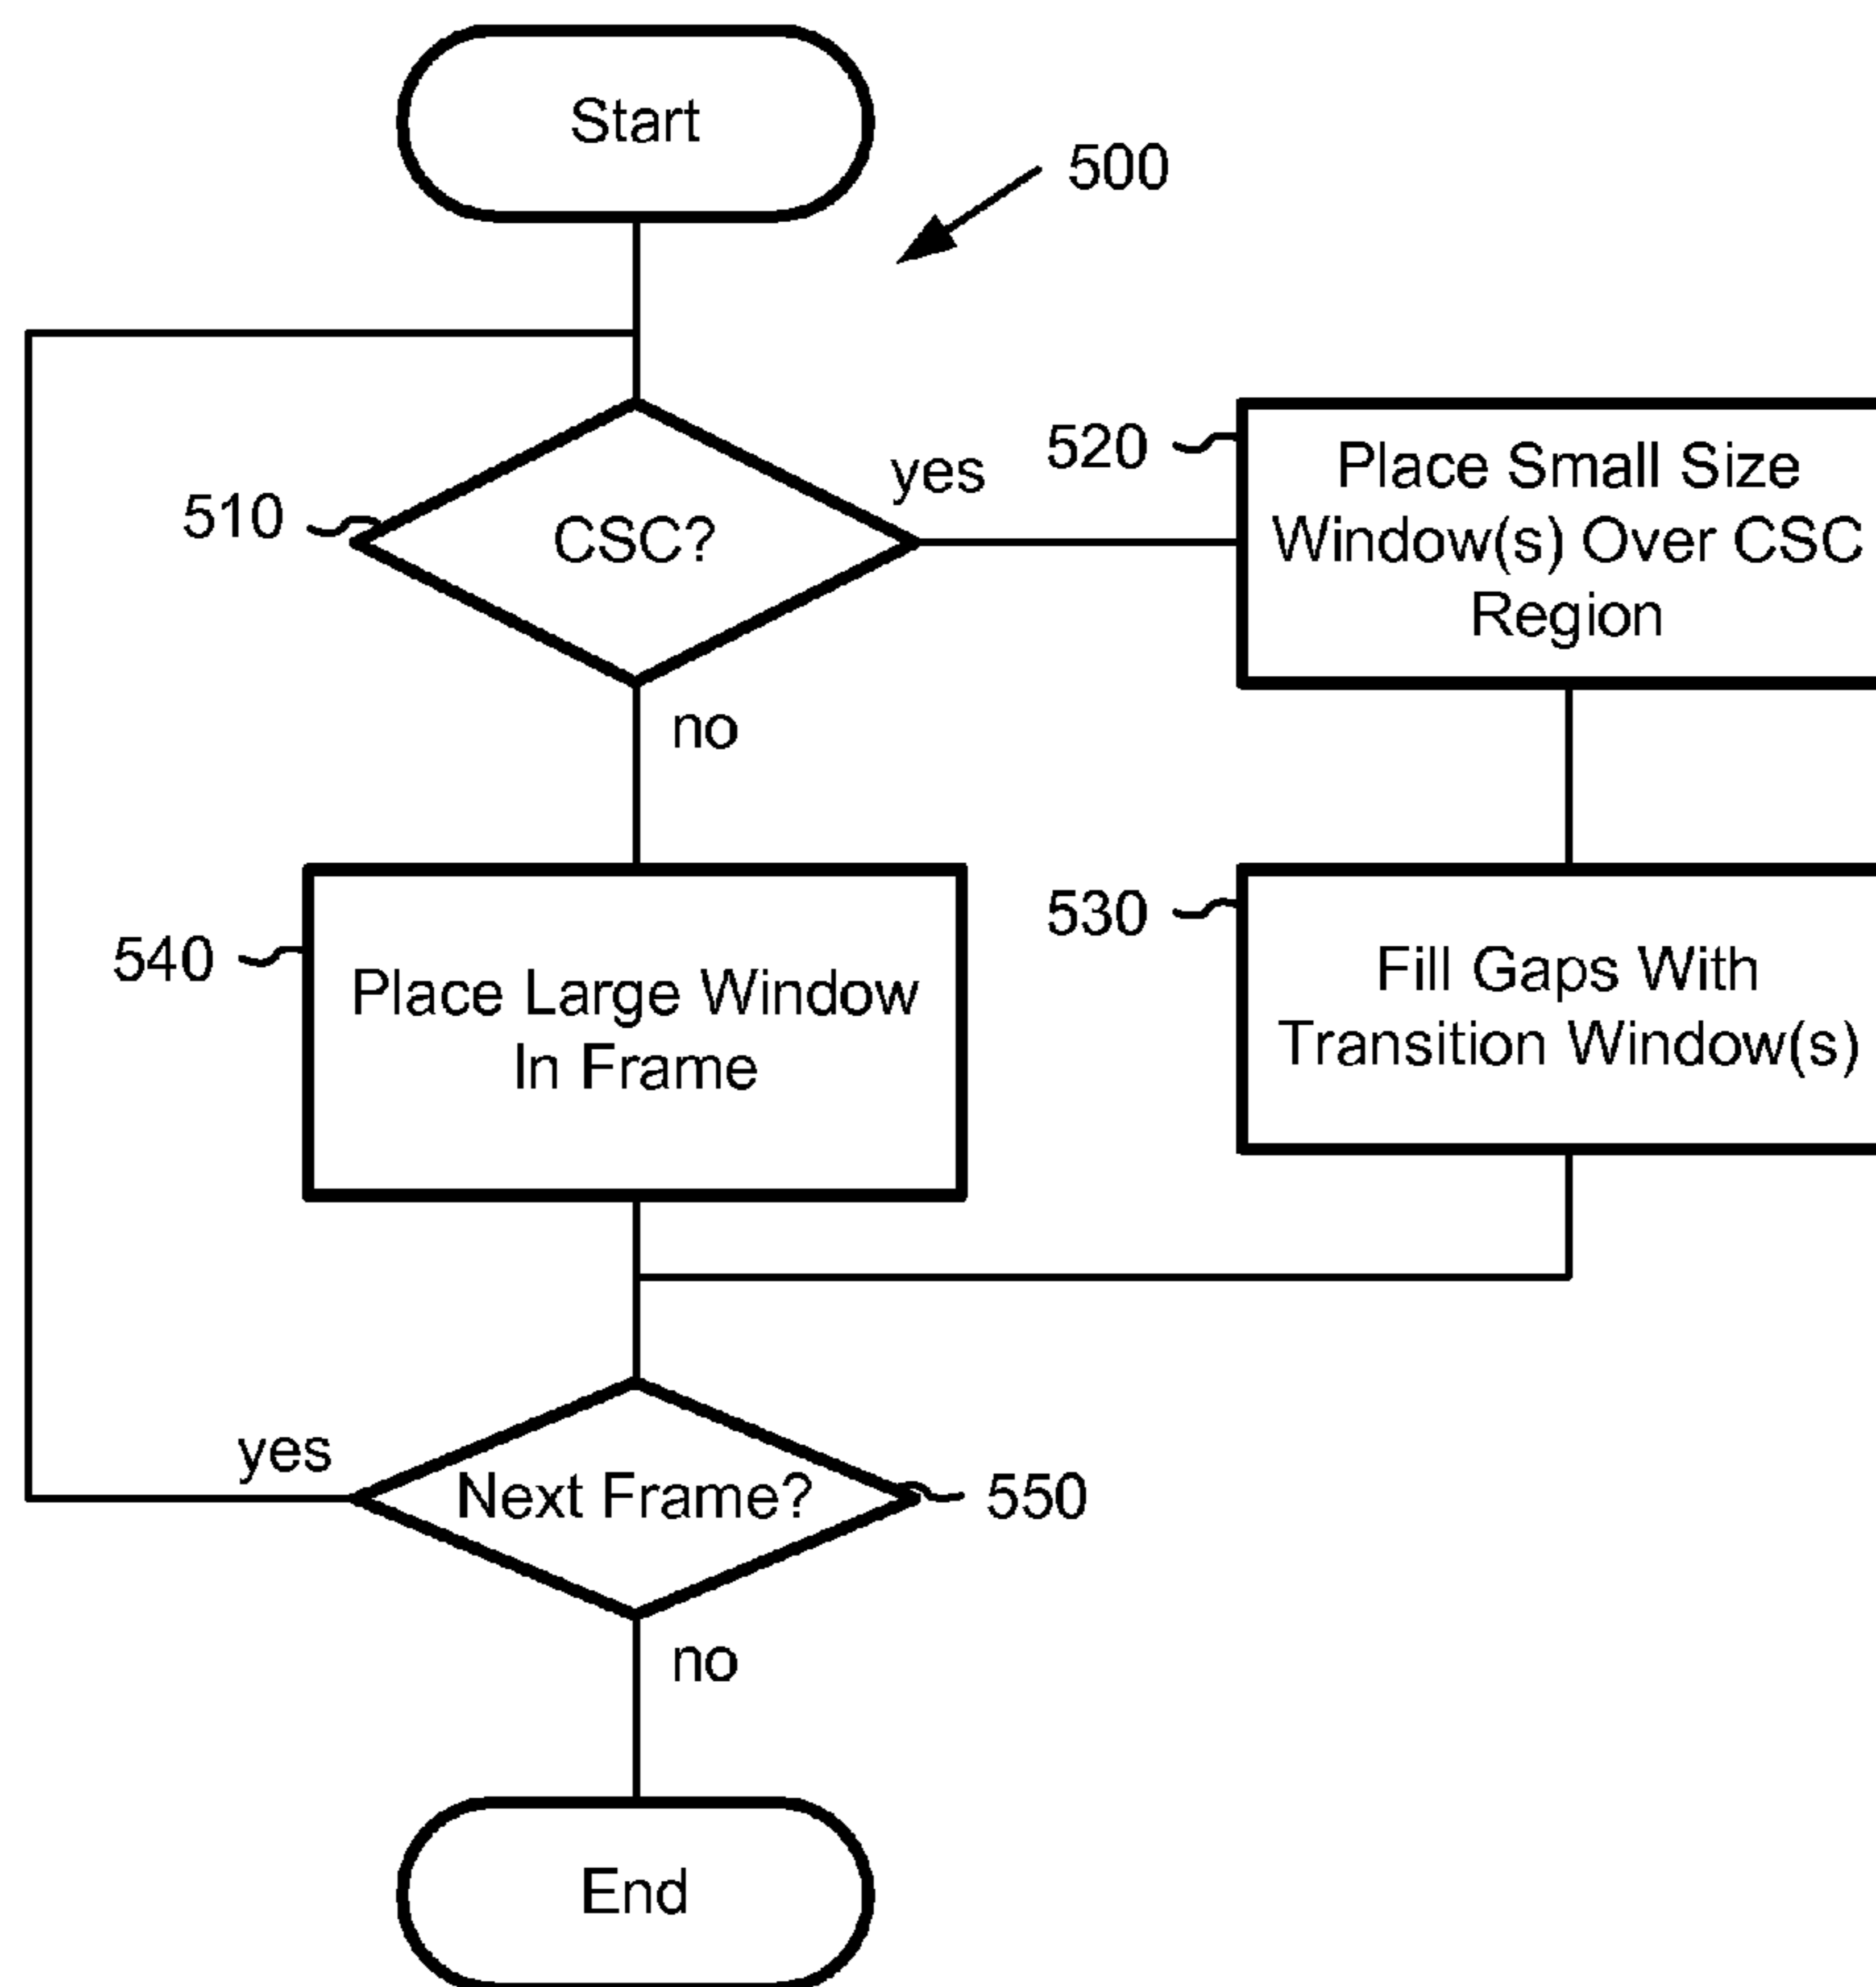 Start
500
510
CSC?
yes
no
520
Place Small Size
Window(s) Over CSC
Region
530
Fill Gaps With
Transition Window(s)
540
Place Large Window
In Frame
yes
Next Frame?
550
no
End